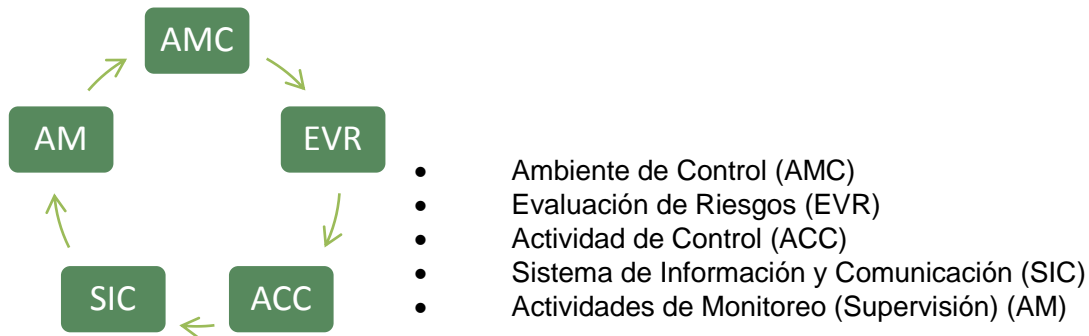 AMC
AM
EVR
SIC
ACC
• Ambiente de Control (AMC)
• Evaluación de Riesgos (EVR)
• Actividad de Control (ACC)
• Sistema de Información y Comunicación (SIC)
• Actividades de Monitoreo (Supervisión) (AM)